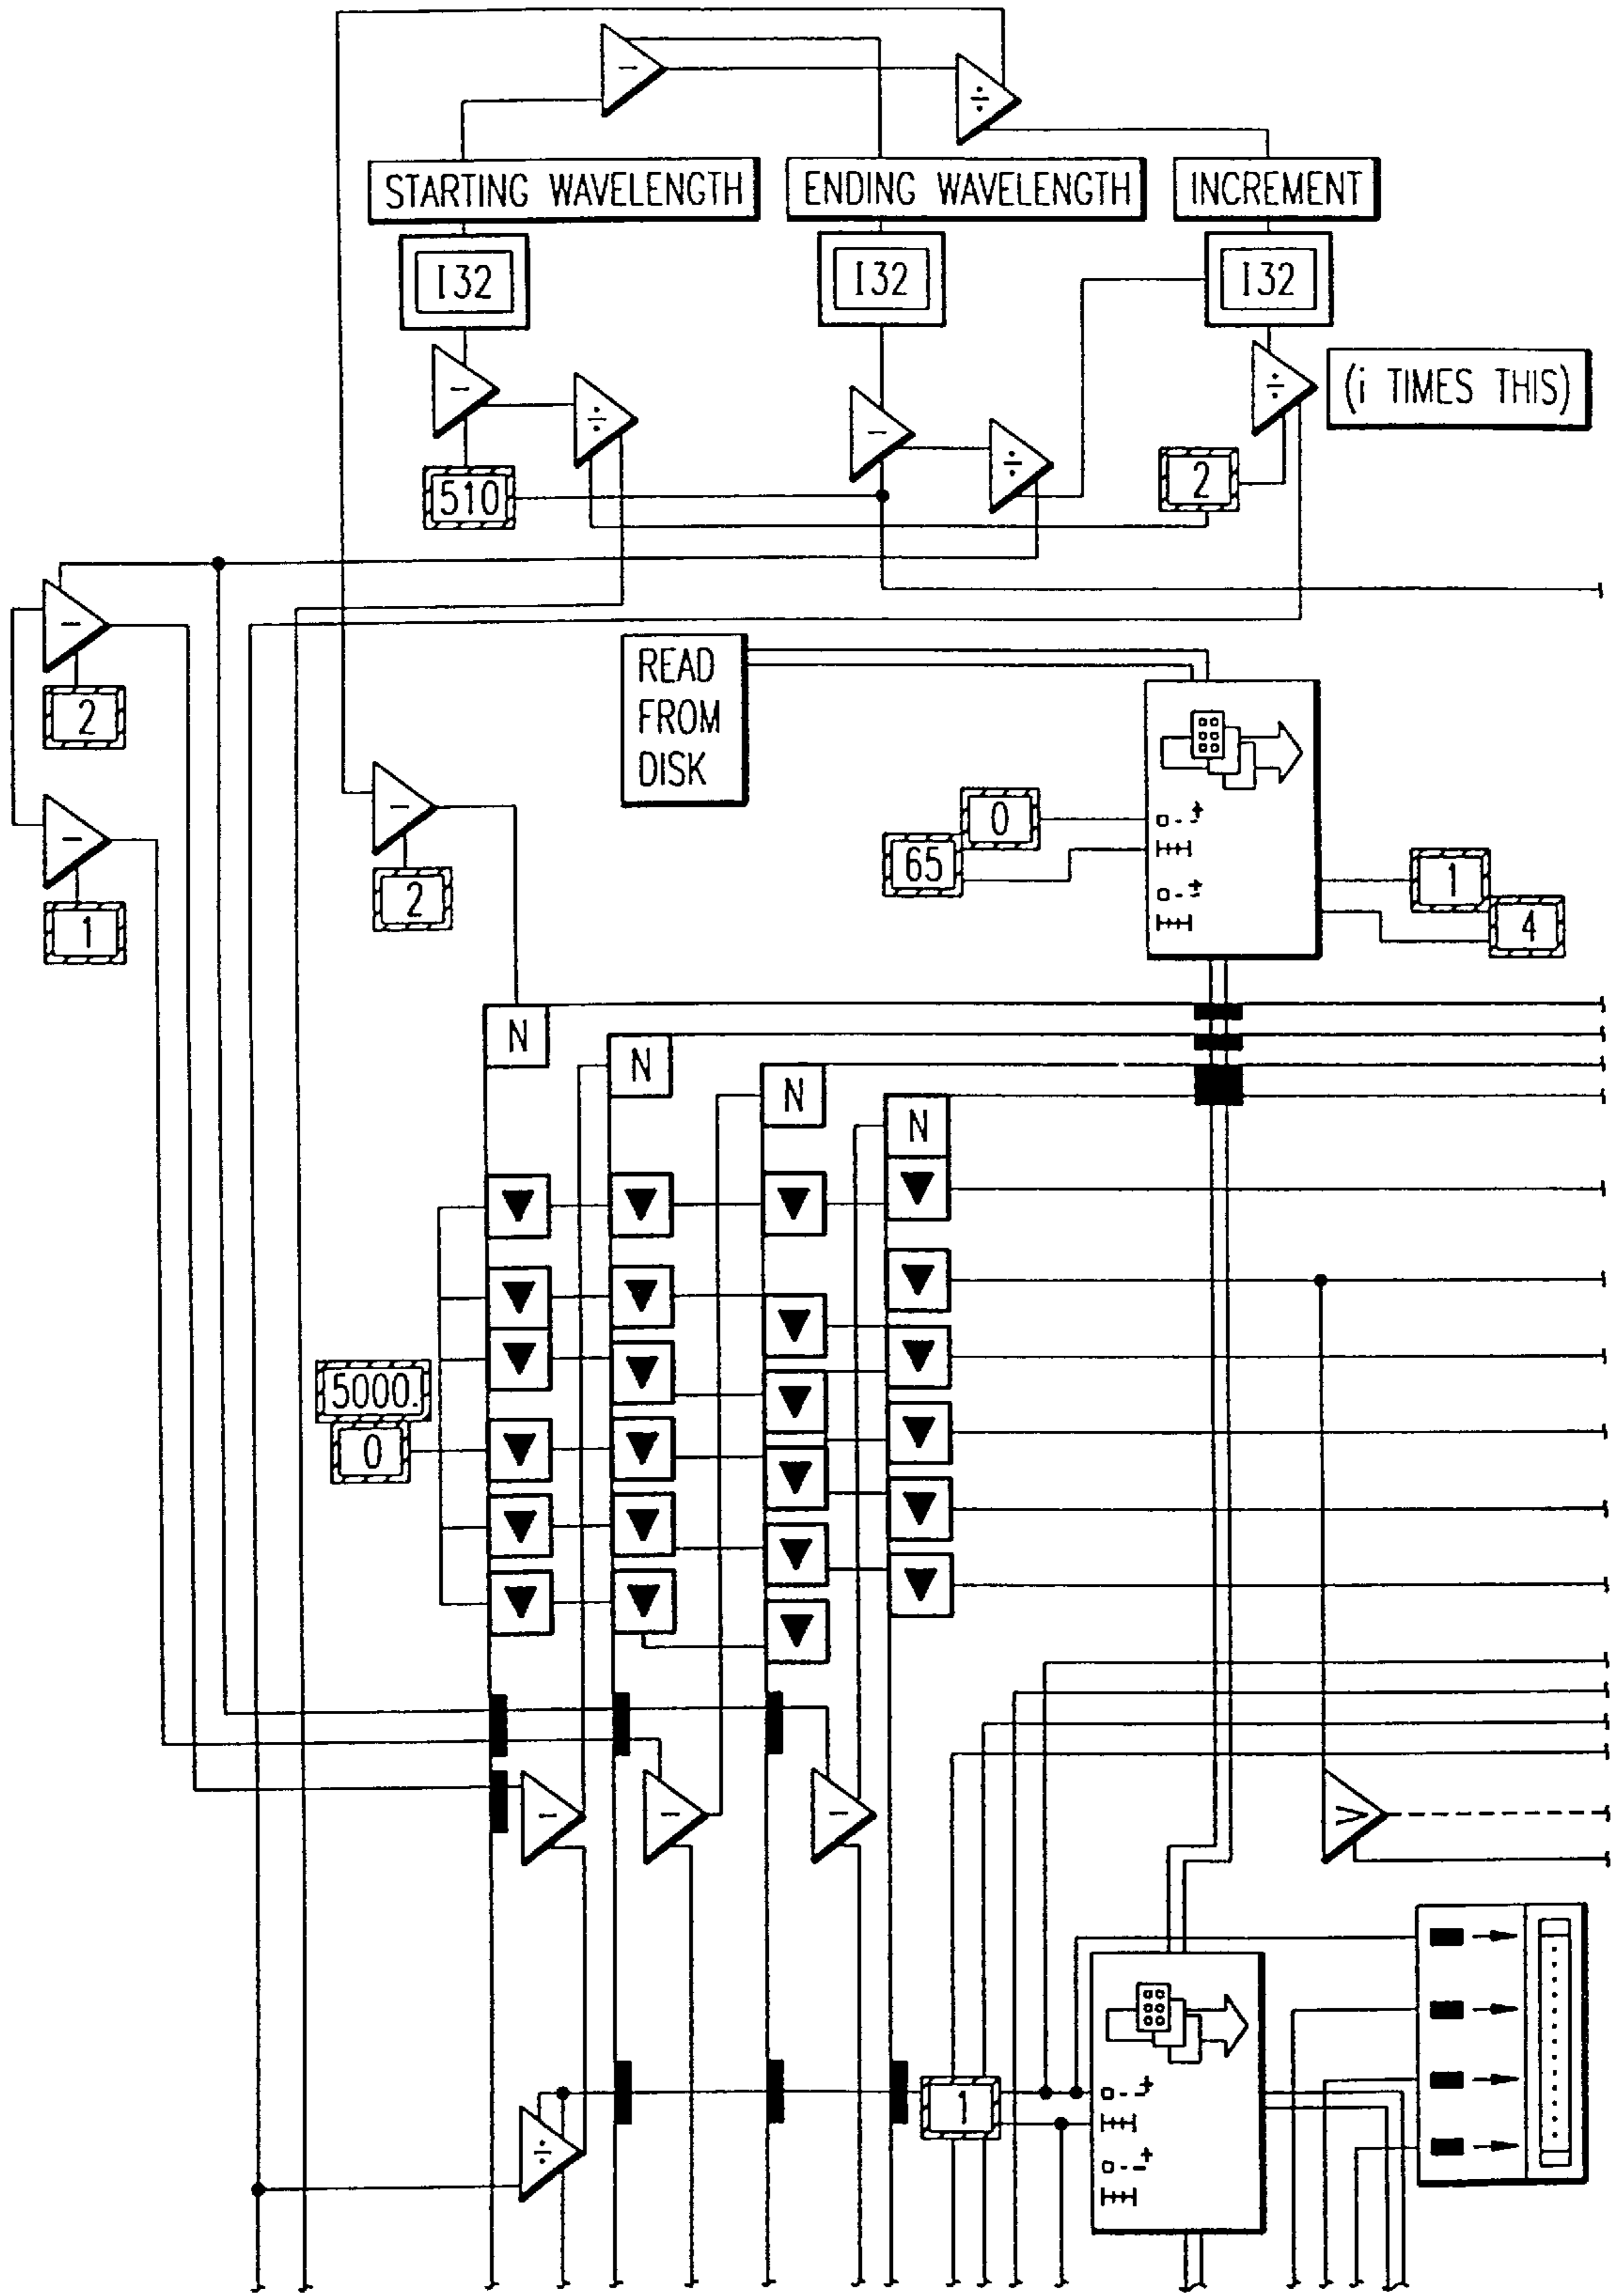 −
÷
STARTING WAVELENGTH
ENDING WAVELENGTH
INCREMENT
I32
I32
I32
−
÷
−
÷
÷
(i TIMES THIS)
510
2
−
2
READ
FROM
DISK
−
1
−
2
0
65
1
4
N
N
N
N
5000.
0
−
−
−
>
1
÷